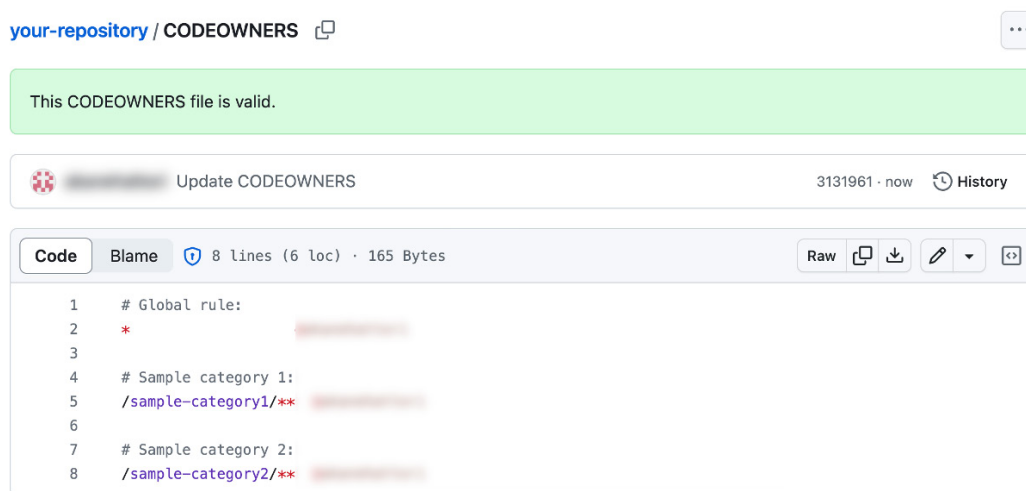 your-repository / CODEOWNERS
This CODEOWNERS file is valid.
Update CODEOWNERS 3131961 · now History
Code Blame 8 lines (6 loc) · 165 Bytes Raw
1 # Global rule:
2 *
3
4 # Sample category 1:
5 /sample-category1/**
6
7 # Sample category 2:
8 /sample-category2/**